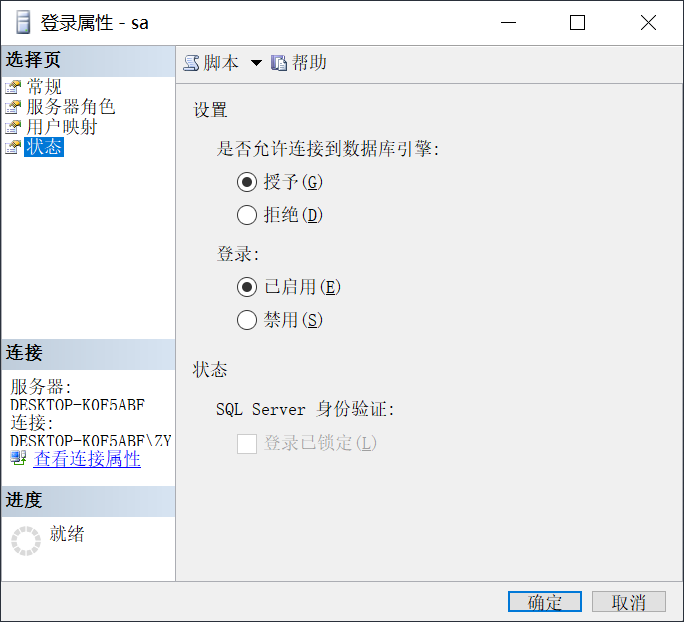 登录属性 - sa
选择页
常规
服务器角色
用户映射
状态
连接
服务器:
DESKTOP-KOF5ABF
连接:
DESKTOP-KOF5ABF\ZY
查看连接属性
进度
就绪
脚本 帮助
设置
是否允许连接到数据库引擎:
授予(G)
拒绝(D)
登录:
已启用(E)
禁用(S)
状态
SQL Server 身份验证:
登录已锁定(L)
确定 取消